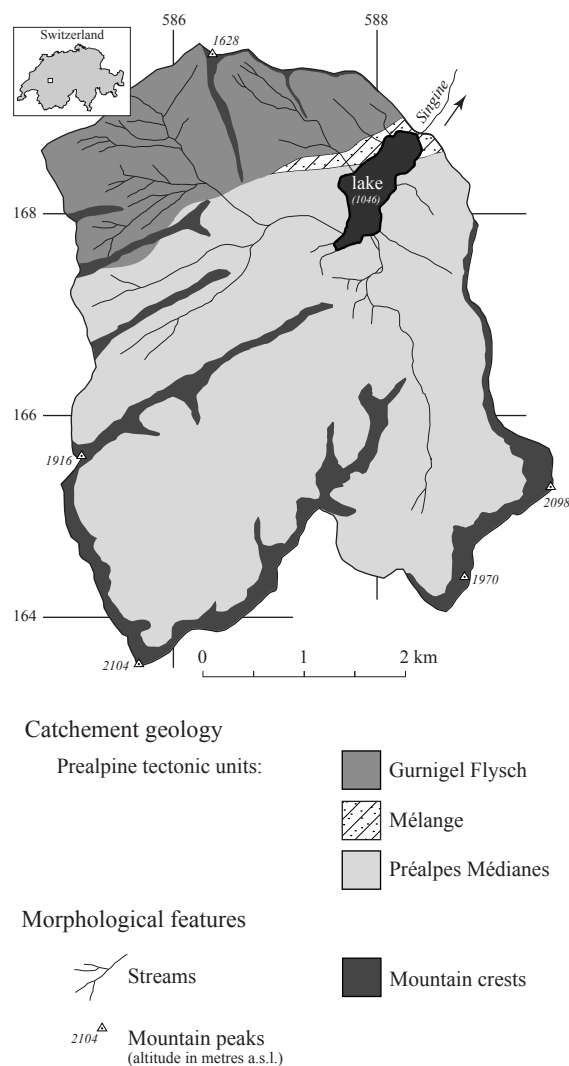 586
588
Switzerland
1628
Singine
lake
(1046)
168
166
1916
2098
1970
164
2104
0
1
2 km
Catchement geology
Prealpine tectonic units:
Gurnigel Flysch
Mélange
Préalpes Médianes
Morphological features
Streams
Mountain crests
2104
Mountain peaks
(altitude in metres a.s.l.)